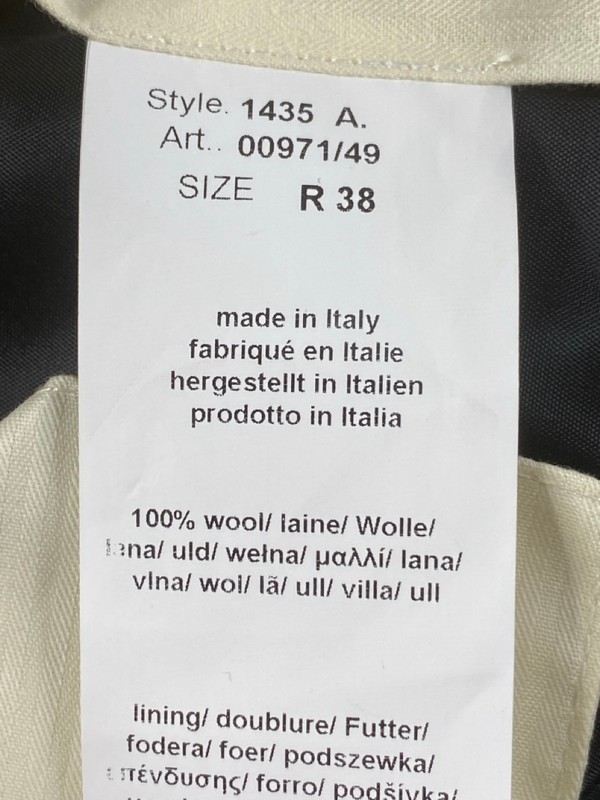 Style. 1435 A.
Art.. 00971/49
SIZE R 38
made in Italy
fabriqué en Italie
hergestellt in Italien
prodotto in Italia
100% wool/ laine/ Wolle/
lana/ uld/ wełna/ μαλλί/ lana/
vlna/ wol/ lã/ ull/ villa/ ull
lining/ doublure/ Futter/
fodera/ foer/ podszewka/
επένδυσης/ forro/ podšívka/